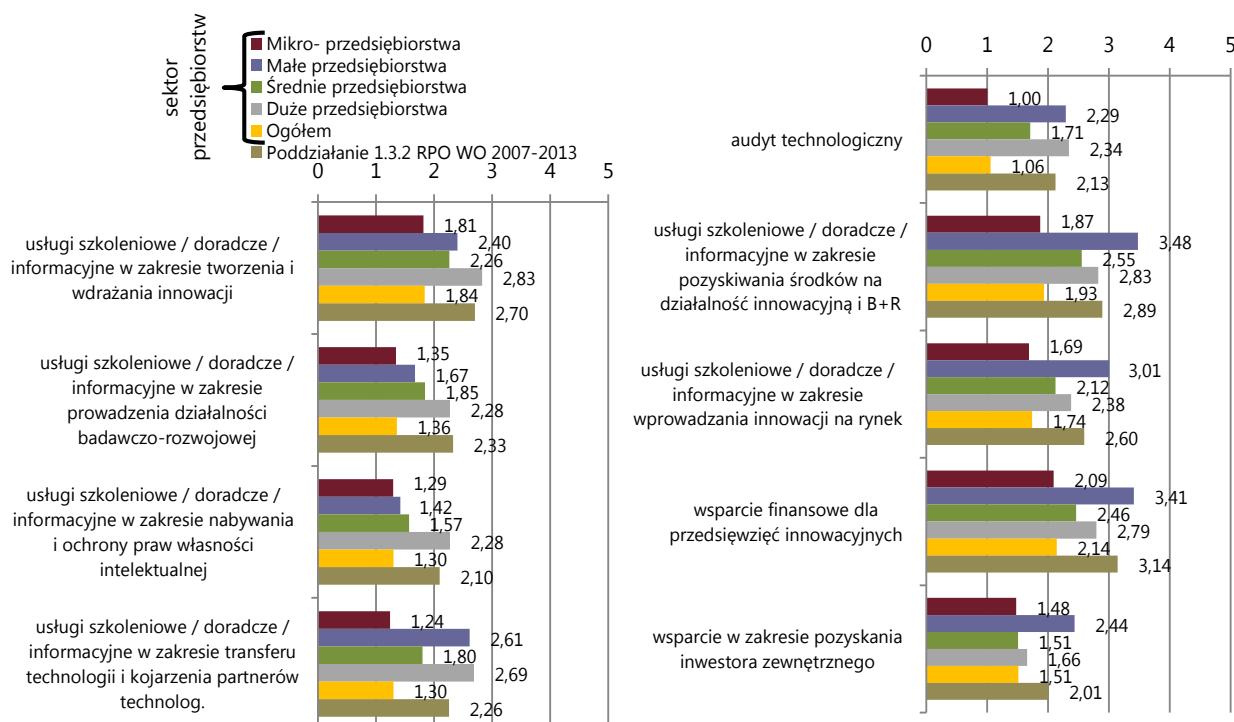 sektor
przedsiębiorstw
Mikro- przedsiębiorstwa
Małe przedsiębiorstwa
Średnie przedsiębiorstwa
Duże przedsiębiorstwa
Ogółem
Poddziałanie 1.3.2 RPO WO 2007-2013
0 1 2 3 4 5
usługi szkoleniowe / doradcze /
informacyjne w zakresie tworzenia i
wdrażania innowacji
1,81
2,40
2,26
2,83
1,84
2,70
usługi szkoleniowe / doradcze /
informacyjne w zakresie
prowadzenia działalności
badawczo-rozwojowej
1,35
1,67
1,85
2,28
1,36
2,33
usługi szkoleniowe / doradcze /
informacyjne w zakresie nabywania
i ochrony praw własności
intelektualnej
1,29
1,42
1,57
2,28
1,30
2,10
usługi szkoleniowe / doradcze /
informacyjne w zakresie transferu
technologii i kojarzenia partnerów
technolog.
1,24
2,61
1,80
2,69
1,30
2,26
0 1 2 3 4 5
audyt technologiczny
1,00
2,29
1,71
2,34
1,06
2,13
usługi szkoleniowe / doradcze /
informacyjne w zakresie
pozyskiwania środków na
działalność innowacyjną i B+R
1,87
3,48
2,55
2,83
1,93
2,89
usługi szkoleniowe / doradcze /
informacyjne w zakresie
wprowadzania innowacji na rynek
1,69
3,01
2,12
2,38
1,74
2,60
wsparcie finansowe dla
przedsięwzięć innowacyjnych
2,09
3,41
2,46
2,79
2,14
3,14
wsparcie w zakresie pozyskania
inwestora zewnętrznego
1,48
2,44
1,51
1,66
1,51
2,01